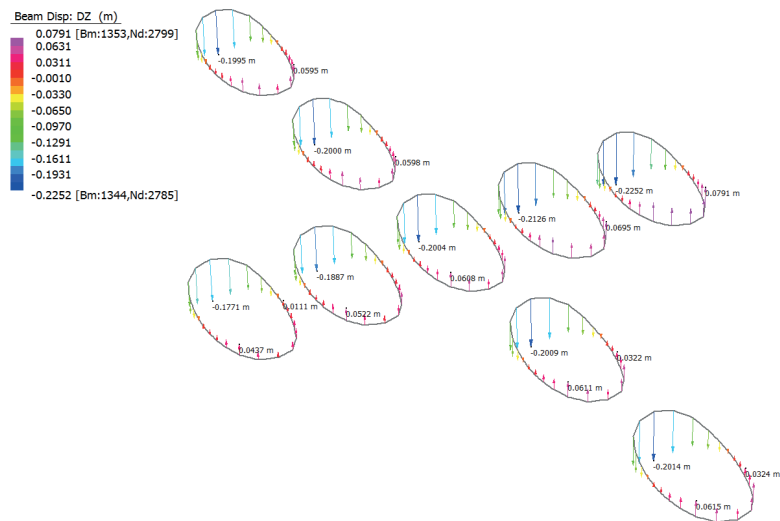 Beam Disp: DZ (m)
0.0791 [Bm:1353,Nd:2799]
0.0631
0.0311
-0.0010
-0.0330
-0.0650
-0.0970
-0.1291
-0.1611
-0.1931
-0.2252 [Bm:1344,Nd:2785]
-0.1995 m
0.0595 m
-0.2000 m
0.0598 m
-0.2252 m
0.0791 m
-0.2126 m
0.0695 m
-0.2004 m
0.0608 m
-0.1887 m
0.0522 m
-0.1771 m
0.0111 m
0.0437 m
-0.2009 m
0.0322 m
0.0611 m
-0.2014 m
0.0324 m
0.0615 m